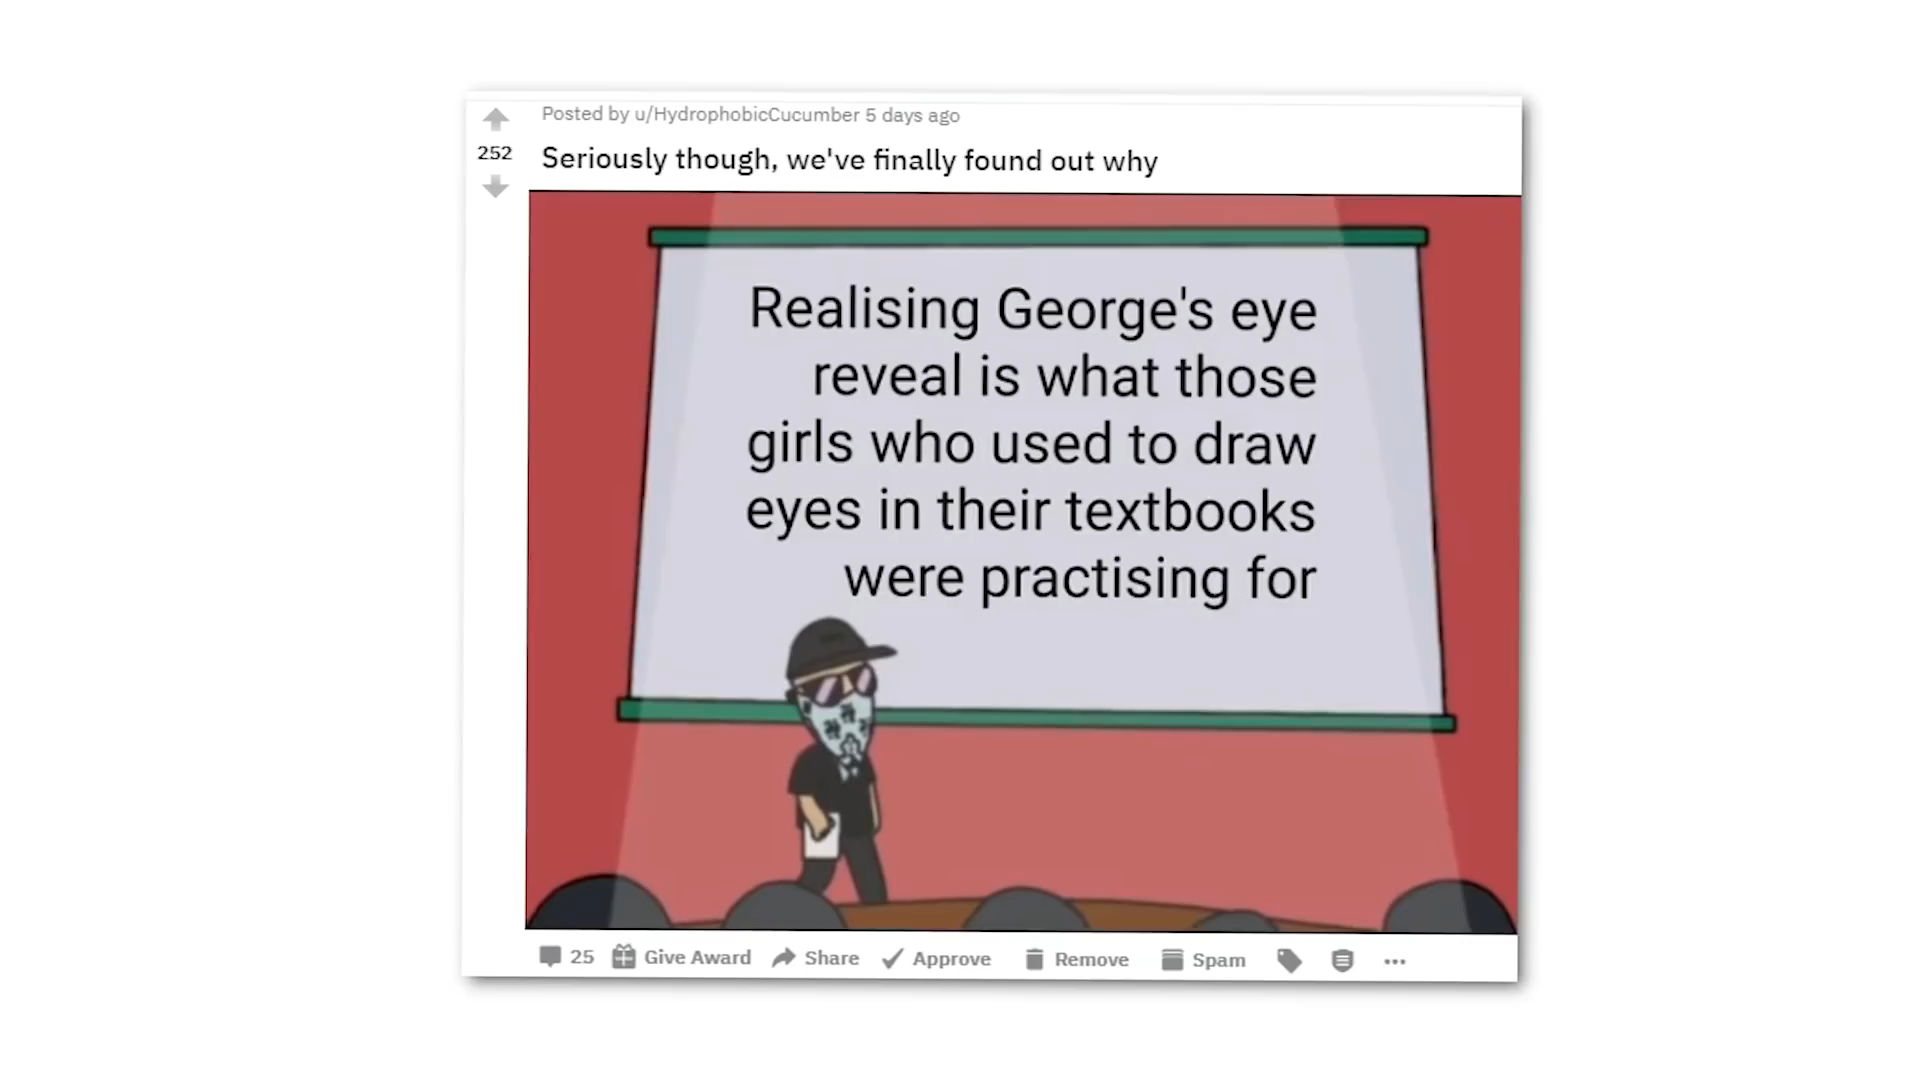 Posted by u/HydrophobicCucumber 5 days ago
252
Seriously though, we've finally found out why
Realising George's eye
reveal is what those
girls who used to draw
eyes in their textbooks
were practising for
25 Give Award Share Approve Remove Spam